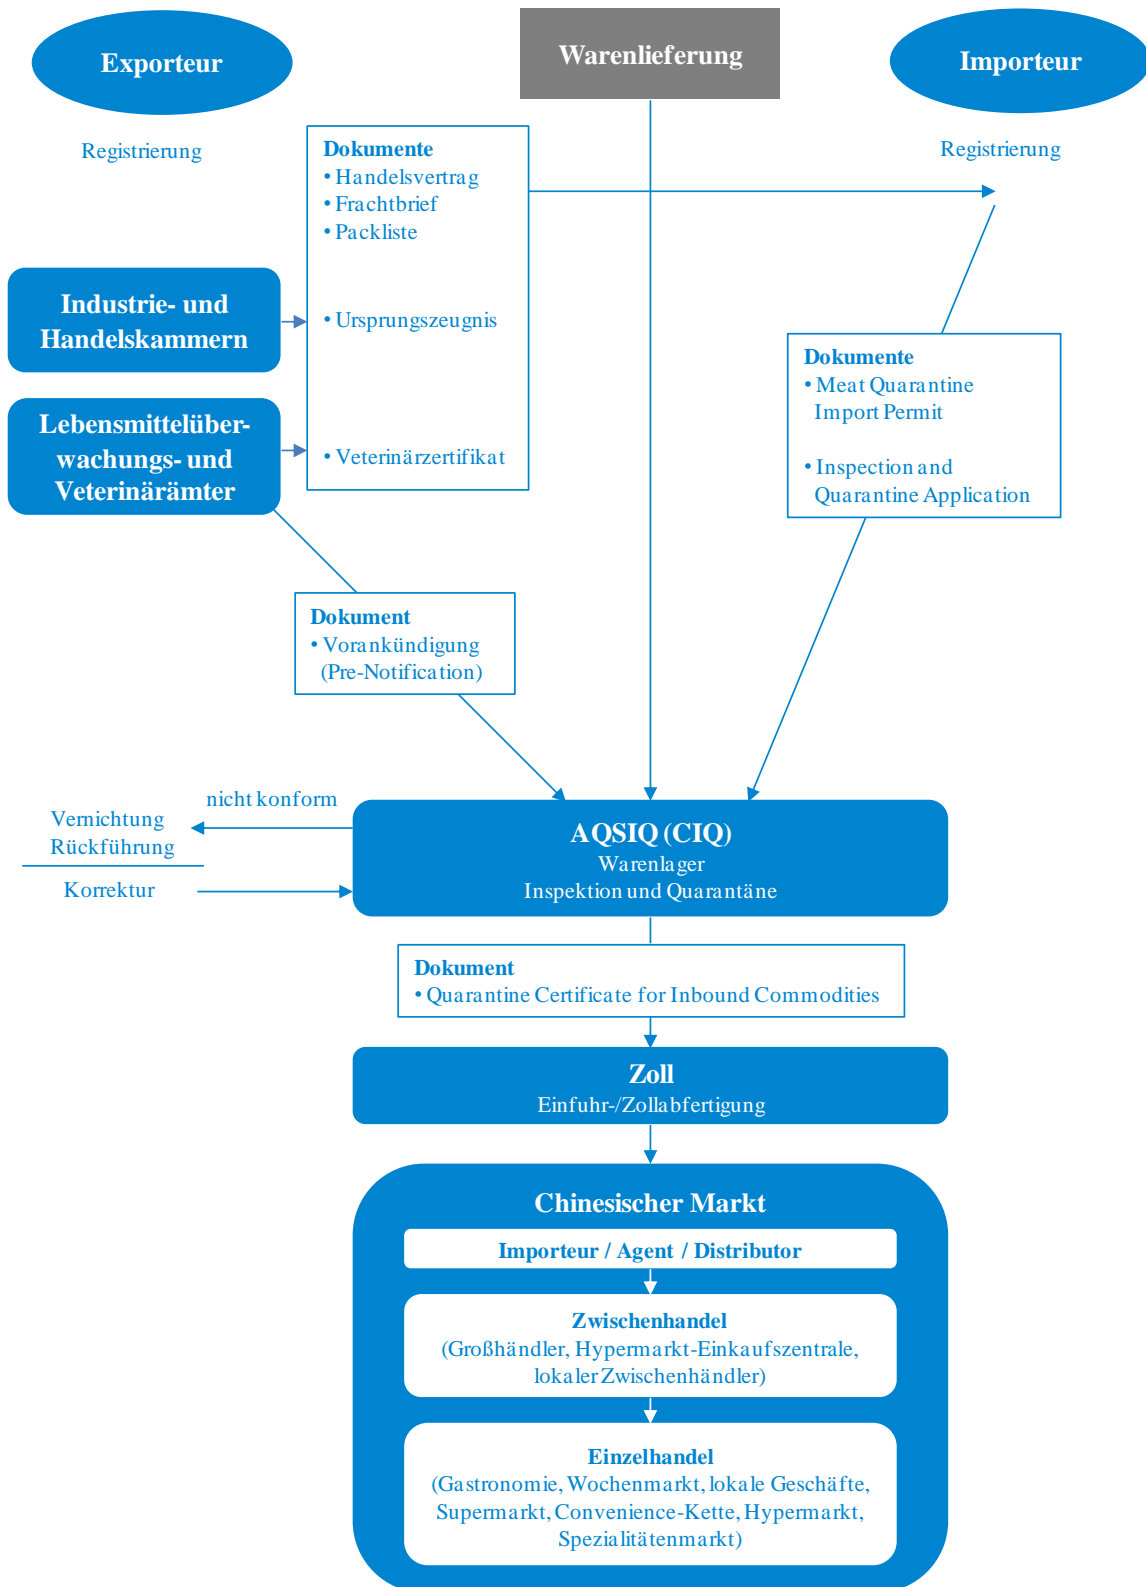 Exporteur
Warenlieferung
Importeur
Registrierung
Registrierung
Dokumente
• Handelsvertrag
• Frachtbrief
• Packliste
• Ursprungszeugnis
• Veterinärzertifikat
Industrie- und
Handelskammern
Lebensmittelüber-
wachungs- und
Veterinärämter
Dokumente
• Meat Quarantine
Import Permit
• Inspection and
Quarantine Application
Dokument
• Vorankündigung
(Pre-Notification)
nicht konform
Vernichtung
Rückführung
Korrektur
AQSIQ (CIQ)
Warenlager
Inspektion und Quarantäne
Dokument
• Quarantine Certificate for Inbound Commodities
Zoll
Einfuhr-/Zollabfertigung
Chinesischer Markt
Importeur / Agent / Distributor
Zwischenhandel
(Großhändler, Hypermarkt-Einkaufszentrale,
lokaler Zwischenhändler)
Einzelhandel
(Gastronomie, Wochenmarkt, lokale Geschäfte,
Supermarkt, Convenience-Kette, Hypermarkt,
Spezialitätenmarkt)